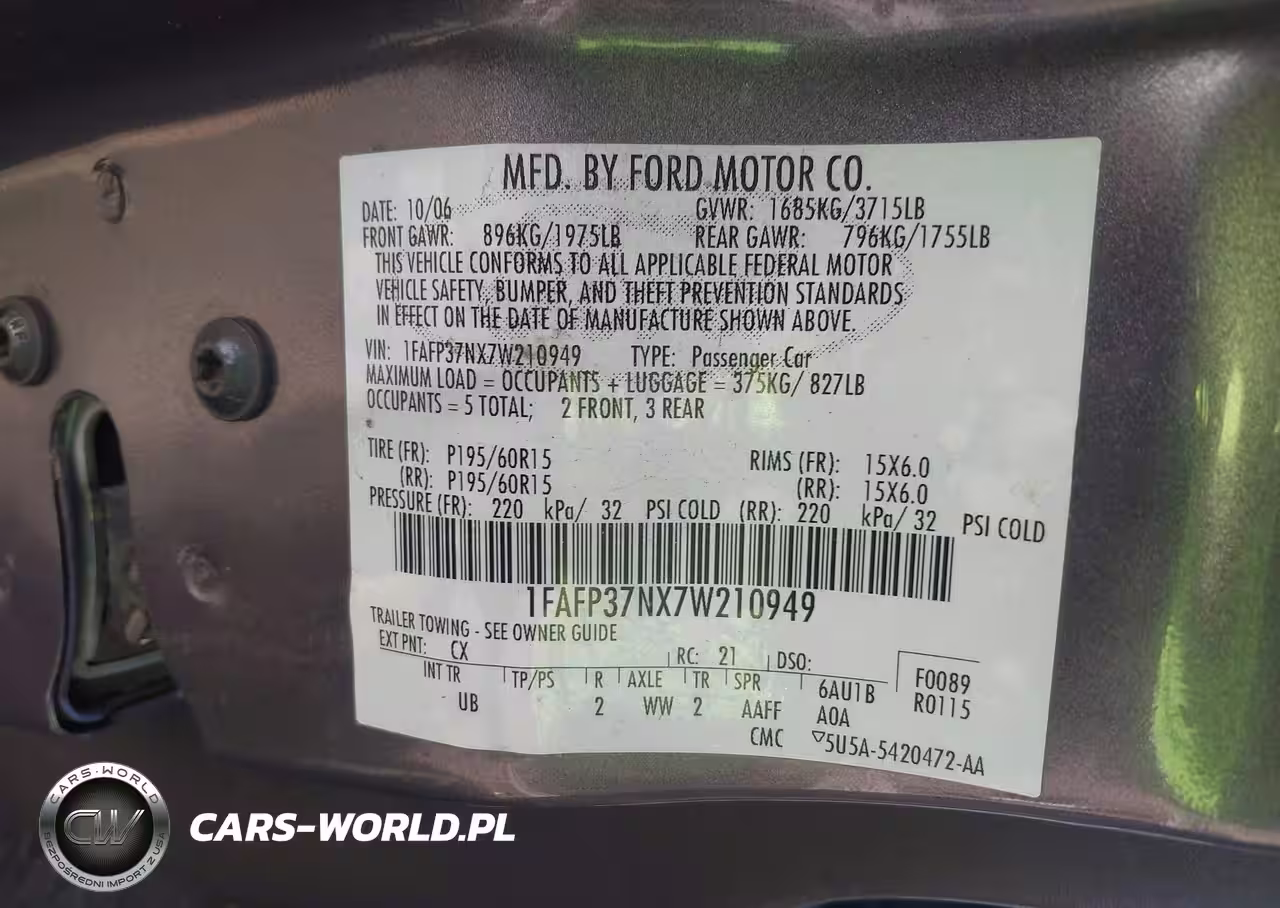 MFD. BY FORD MOTOR CO.
DATE: 10/06 GVWR: 1685KG/3715LB
FRONT GAWR: 896KG/1975LB REAR GAWR: 796KG/1755LB
THIS VEHICLE CONFORMS TO ALL APPLICABLE FEDERAL MOTOR
VEHICLE SAFETY, BUMPER, AND THEFT PREVENTION STANDARDS
IN EFFECT ON THE DATE OF MANUFACTURE SHOWN ABOVE.
VIN: 1FAFP37NX7W210949 TYPE: Passenger Car
MAXIMUM LOAD = OCCUPANTS + LUGGAGE = 375KG/ 827LB
OCCUPANTS = 5 TOTAL; 2 FRONT, 3 REAR
TIRE (FR): P195/60R15 RIMS (FR): 15X6.0
(RR): P195/60R15 (RR): 15X6.0
PRESSURE (FR): 220 kPa/ 32 PSI COLD (RR): 220 kPa/ 32 PSI COLD
1FAFP37NX7W210949
TRAILER TOWING - SEE OWNER GUIDE
EXT PNT: CX RC: 21 DSO:
INT TR TP/PS R AXLE TR SPR 6AU1B F0089
UB 2 WW 2 AAFF A0A R0115
CMC ▽5U5A-5420472-AA
CARS-WORLD
CW
BEZPOŚREDNI IMPORT Z USA
CARS-WORLD.PL